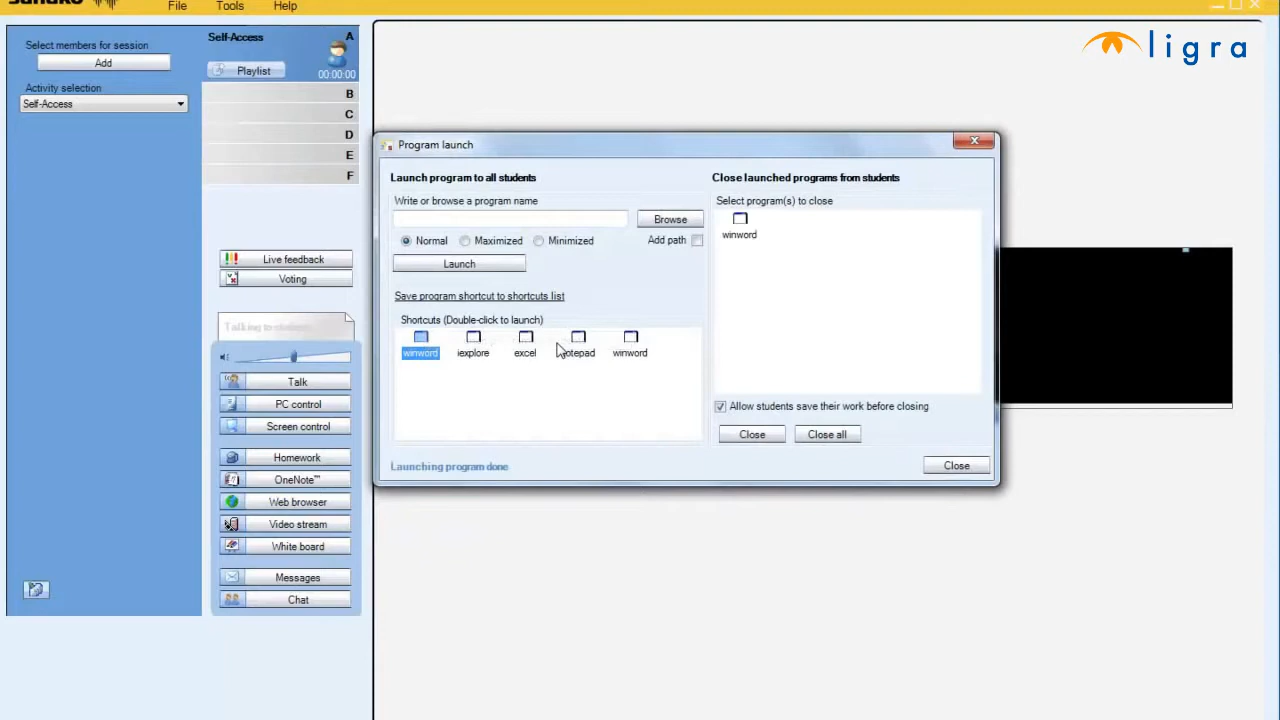 sanako
File Tools Help
ligra
Select members for session
Add
Activity selection
Self-Access
Self-Access
A
Playlist
00:00:00
B
C
D
E
F
Live feedback
Voting
Talking to student
Talk
PC control
Screen control
Homework
OneNote™
Web browser
Video stream
White board
Messages
Chat
Program launch
Launch program to all students
Write or browse a program name
Browse
Normal Maximized Minimized Add path
Launch
Save program shortcut to shortcuts list
Shortcuts (Double-click to launch)
winword iexplore excel notepad winword
Launching program done
Close launched programs from students
Select program(s) to close
winword
Allow students save their work before closing
Close Close all
Close